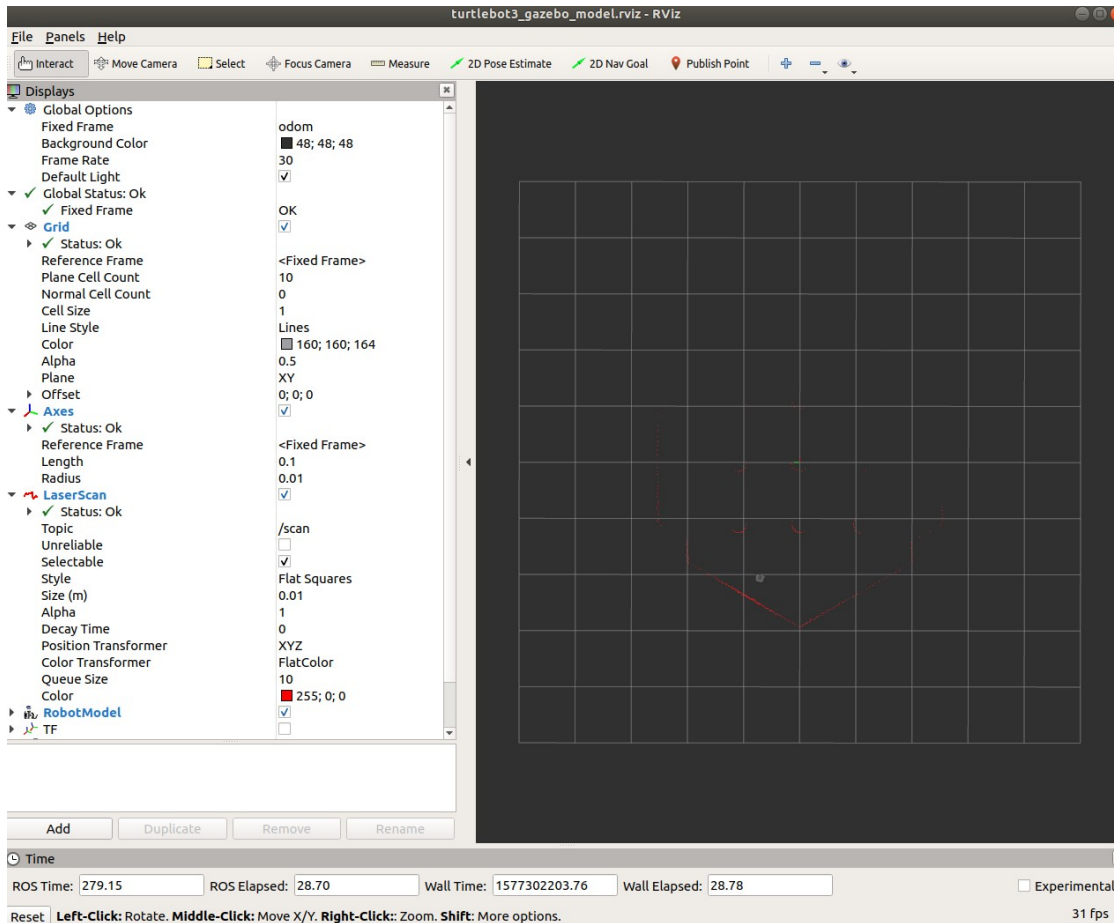 turtlebot3_gazebo_model.rviz - RViz
File Panels Help
Interact Move Camera Select Focus Camera Measure 2D Pose Estimate 2D Nav Goal Publish Point
Displays
Global Options
Fixed Frame odom
Background Color 48; 48; 48
Frame Rate 30
Default Light
Global Status: Ok
Fixed Frame OK
Grid
Status: Ok
Reference Frame <Fixed Frame>
Plane Cell Count 10
Normal Cell Count 0
Cell Size 1
Line Style Lines
Color 160; 160; 164
Alpha 0.5
Plane XY
Offset 0; 0; 0
Axes
Status: Ok
Reference Frame <Fixed Frame>
Length 0.1
Radius 0.01
LaserScan
Status: Ok
Topic /scan
Unreliable
Selectable
Style Flat Squares
Size (m) 0.01
Alpha 1
Decay Time 0
Position Transformer XYZ
Color Transformer FlatColor
Queue Size 10
Color 255; 0; 0
RobotModel
TF
Add Duplicate Remove Rename
Time
ROS Time: 279.15 ROS Elapsed: 28.70 Wall Time: 1577302203.76 Wall Elapsed: 28.78 Experimental
Reset Left-Click: Rotate. Middle-Click: Move X/Y. Right-Click:: Zoom. Shift: More options. 31 fps